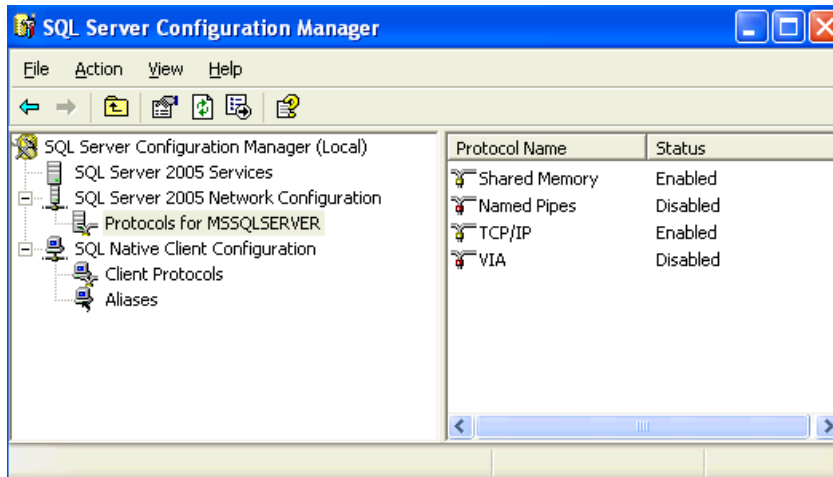 SQL Server Configuration Manager
File Action View Help
SQL Server Configuration Manager (Local)
SQL Server 2005 Services
SQL Server 2005 Network Configuration
Protocols for MSSQLSERVER
SQL Native Client Configuration
Client Protocols
Aliases
Protocol Name Status
Shared Memory Enabled
Named Pipes Disabled
TCP/IP Enabled
VIA Disabled